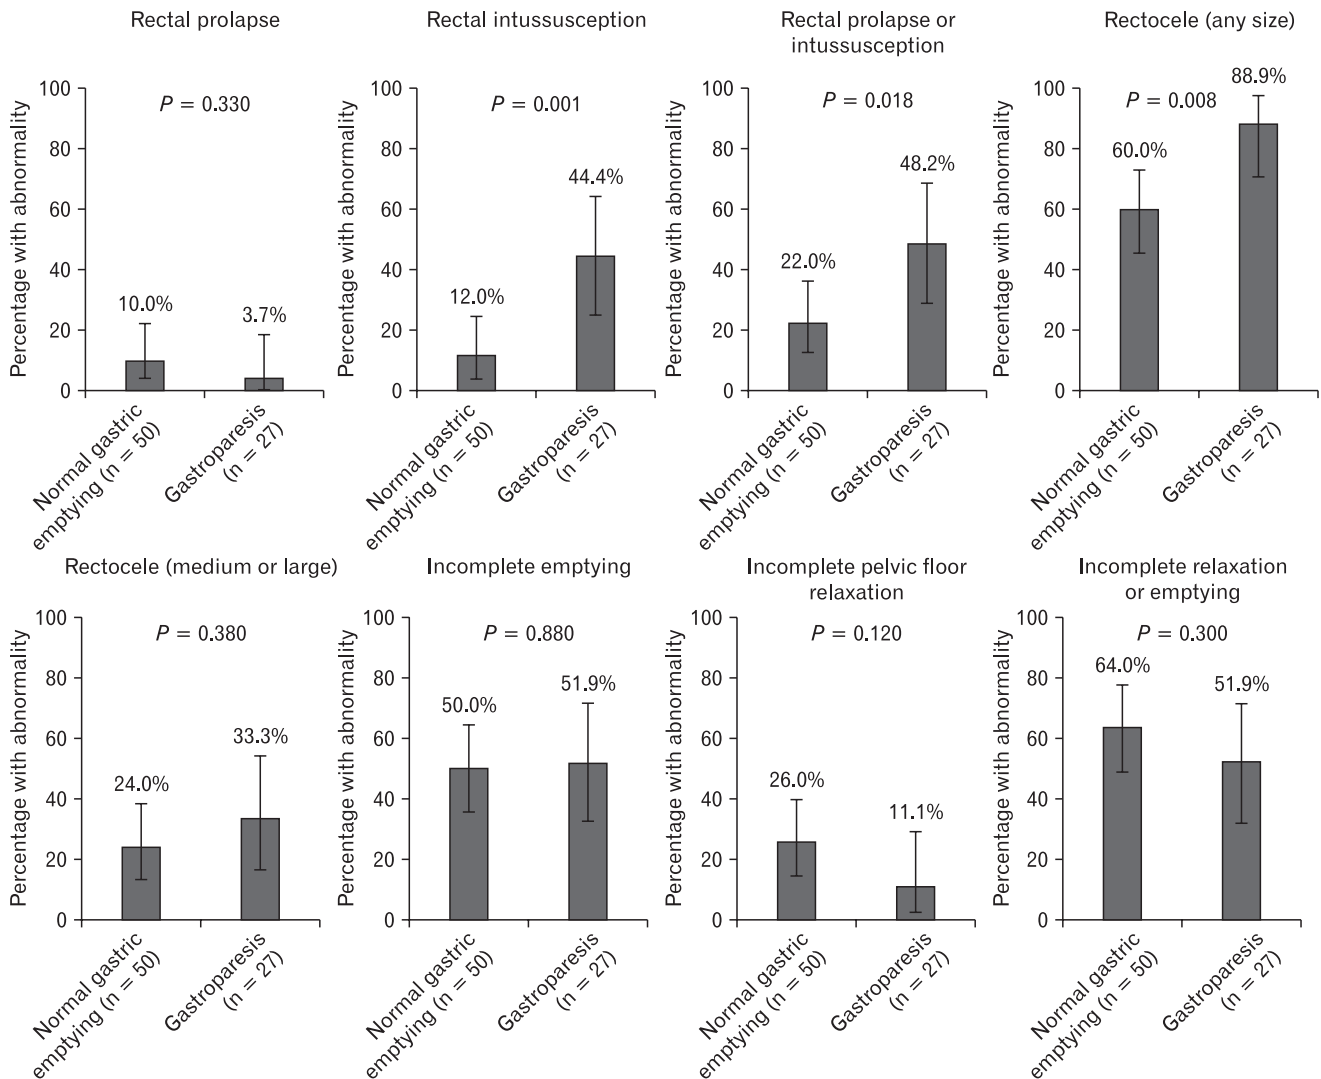 Rectal prolapse
Percentage with abnormality
100
80
60
40
20
0
P = 0.330
10.0%
3.7%
Normal gastric
emptying (n = 50)
Gastroparesis
(n = 27)
Rectal intussusception
Percentage with abnormality
100
80
60
40
20
0
P = 0.001
12.0%
44.4%
Normal gastric
emptying (n = 50)
Gastroparesis
(n = 27)
Rectal prolapse or
intussusception
Percentage with abnormality
100
80
60
40
20
0
P = 0.018
22.0%
48.2%
Normal gastric
emptying (n = 50)
Gastroparesis
(n = 27)
Rectocele (any size)
Percentage with abnormality
100
80
60
40
20
0
P = 0.008
60.0%
88.9%
Normal gastric
emptying (n = 50)
Gastroparesis
(n = 27)
Rectocele (medium or large)
Percentage with abnormality
100
80
60
40
20
0
P = 0.380
24.0%
33.3%
Normal gastric
emptying (n = 50)
Gastroparesis
(n = 27)
Incomplete emptying
Percentage with abnormality
100
80
60
40
20
0
P = 0.880
50.0%
51.9%
Normal gastric
emptying (n = 50)
Gastroparesis
(n = 27)
Incomplete pelvic floor
relaxation
Percentage with abnormality
100
80
60
40
20
0
P = 0.120
26.0%
11.1%
Normal gastric
emptying (n = 50)
Gastroparesis
(n = 27)
Incomplete relaxation
or emptying
Percentage with abnormality
100
80
60
40
20
0
P = 0.300
64.0%
51.9%
Normal gastric
emptying (n = 50)
Gastroparesis
(n = 27)